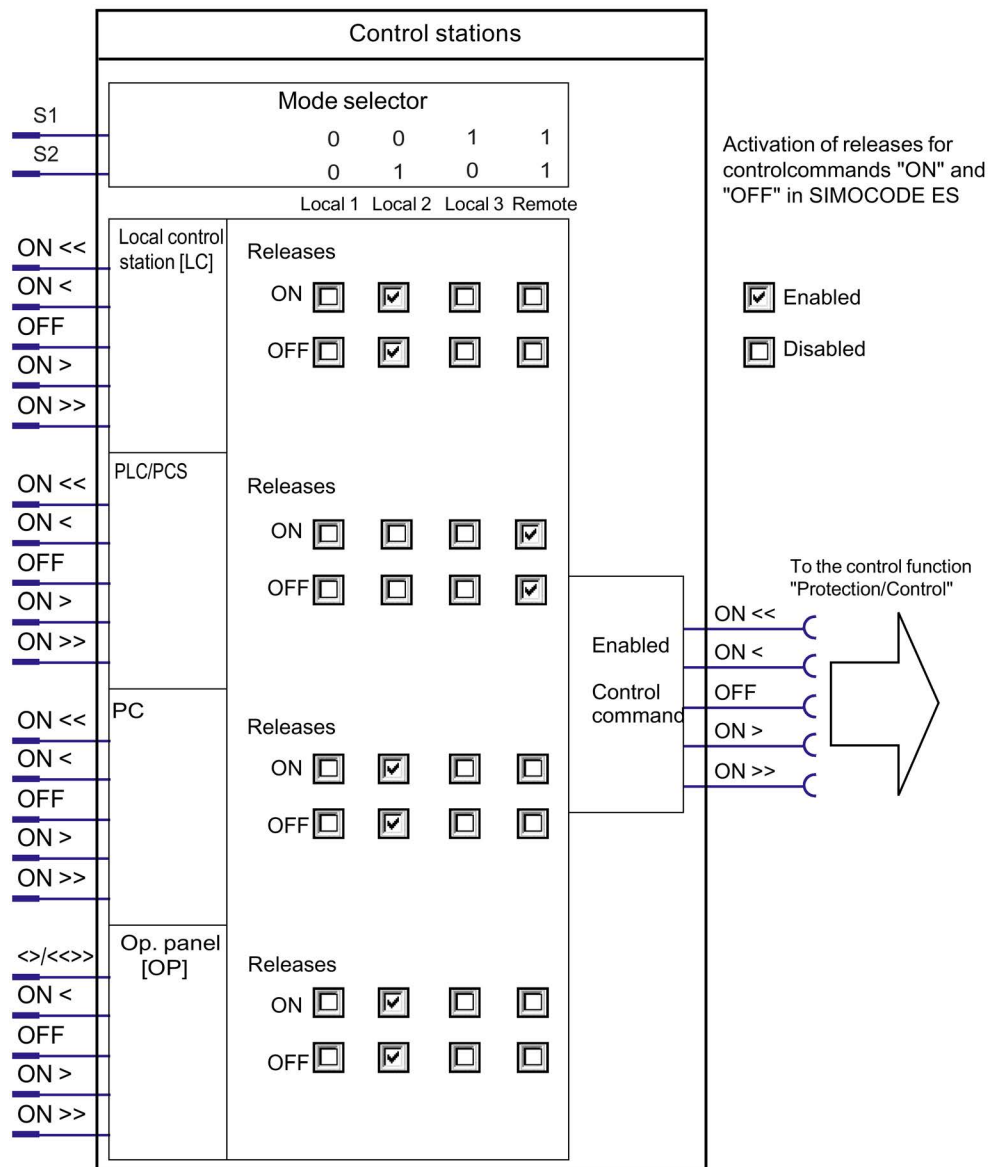 Control stations
Mode selector
S1
0 0 1 1
S2
0 1 0 1
Local 1 Local 2 Local 3 Remote
Activation of releases for
controlcommands "ON" and
"OFF" in SIMOCODE ES
Enabled
Disabled
Local control
station [LC]
Releases
ON
OFF
ON <<
ON <
OFF
ON >
ON >>
PLC/PCS
Releases
ON
OFF
ON <<
ON <
OFF
ON >
ON >>
PC
Releases
ON
OFF
ON <<
ON <
OFF
ON >
ON >>
Op. panel
[OP]
Releases
ON
OFF
<>/<<>>
ON <
OFF
ON >
ON >>
Enabled
Control
command
To the control function
"Protection/Control"
ON <<
ON <
OFF
ON >
ON >>